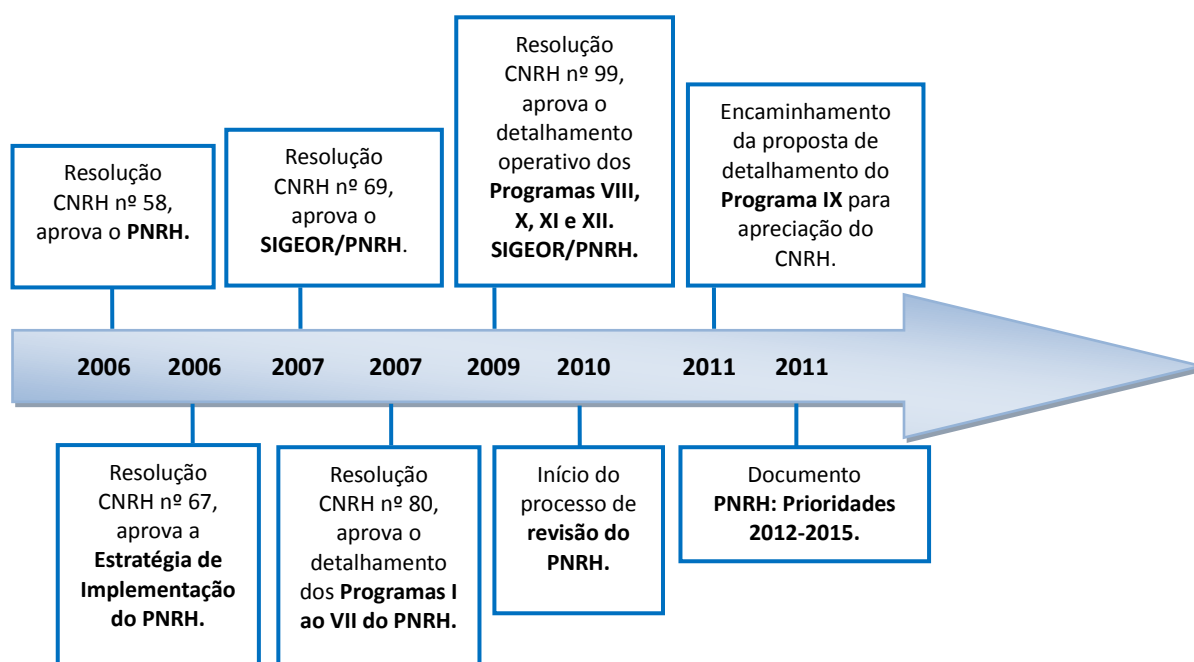 Resolução
CNRH nº 58,
aprova o PNRH.
Resolução
CNRH nº 69,
aprova o
SIGEOR/PNRH.
Resolução
CNRH nº 99,
aprova o
detalhamento
operativo dos
Programas VIII,
X, XI e XII.
SIGEOR/PNRH.
Encaminhamento
da proposta de
detalhamento do
Programa IX para
apreciação do
CNRH.
2006 2006 2007 2007 2009 2010 2011 2011
Resolução
CNRH nº 67,
aprova a
Estratégia de
Implementação
do PNRH.
Resolução
CNRH nº 80,
aprova o
detalhamento
dos Programas I
ao VII do PNRH.
Início do
processo de
revisão do
PNRH.
Documento
PNRH: Prioridades
2012-2015.